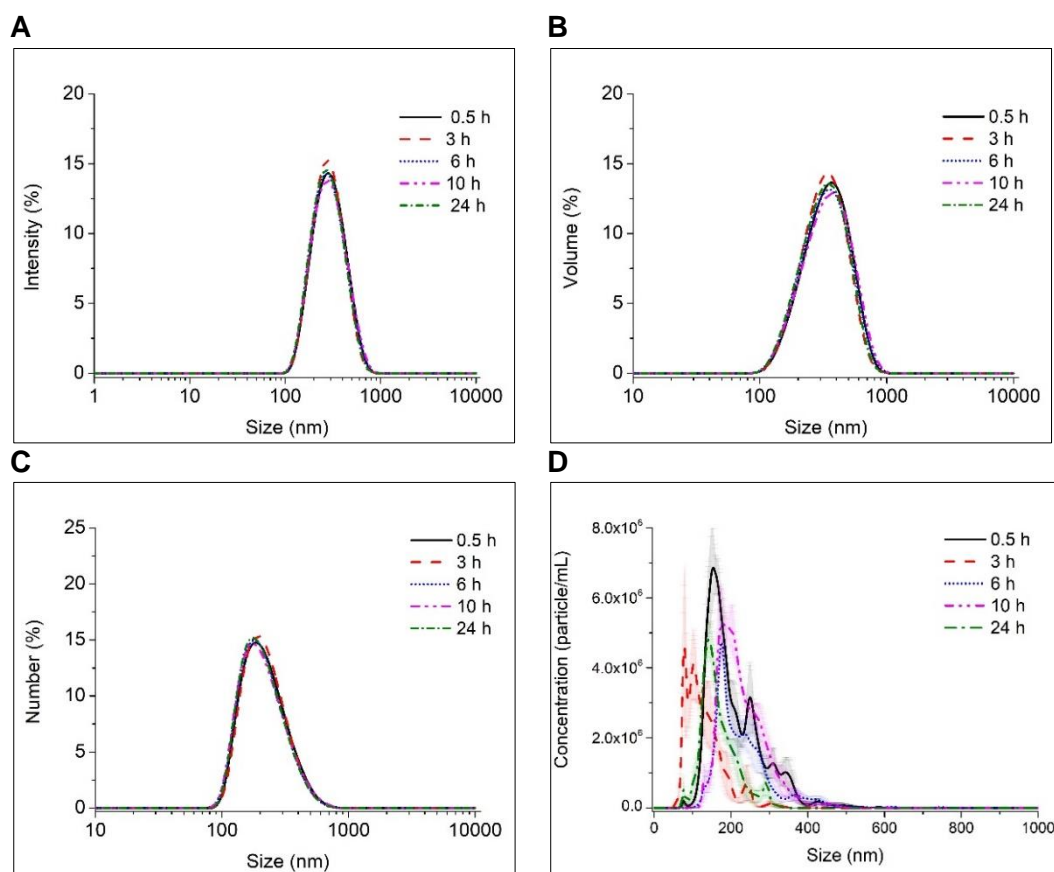 A
Intensity (%)
20
15
10
5
0
1
10
100
1000
10000
Size (nm)
0.5 h
3 h
6 h
10 h
24 h
B
Volume (%)
20
15
10
5
0
10
100
1000
10000
Size (nm)
0.5 h
3 h
6 h
10 h
24 h
C
Number (%)
25
20
15
10
5
0
10
100
1000
10000
Size (nm)
0.5 h
3 h
6 h
10 h
24 h
D
Concentration (particle/mL)
8.0x10⁶
6.0x10⁶
4.0x10⁶
2.0x10⁶
0.0
0
200
400
600
800
1000
Size (nm)
0.5 h
3 h
6 h
10 h
24 h